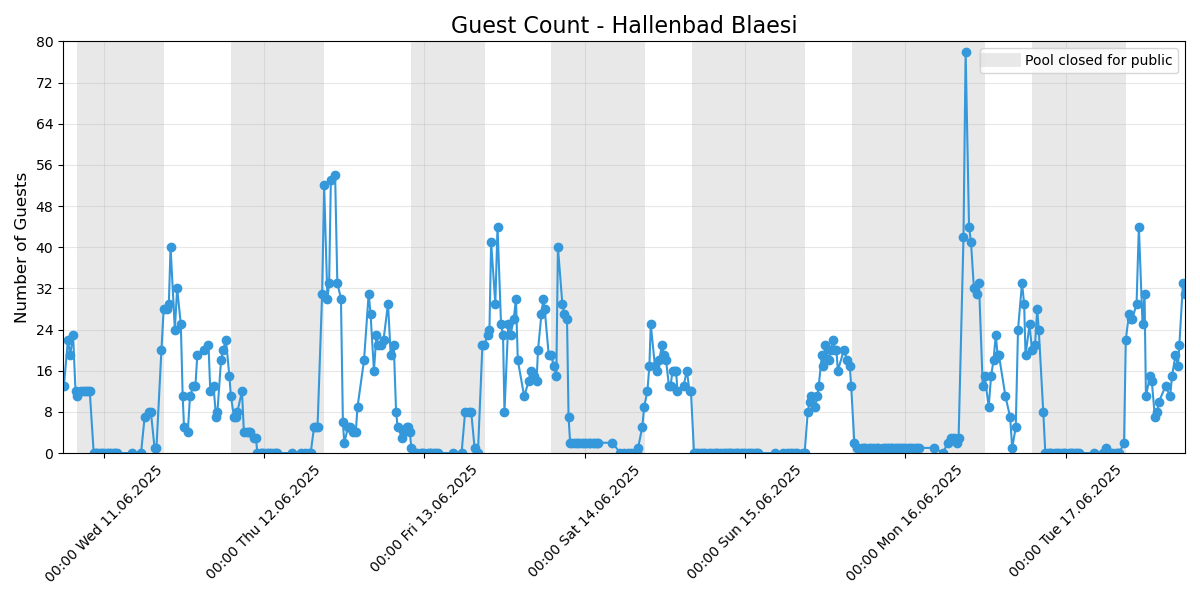 Guest Count - Hallenbad Blaesi
Pool closed for public
Number of Guests
80
72
64
56
48
40
32
24
16
8
0
00:00 Wed 11.06.2025
00:00 Thu 12.06.2025
00:00 Fri 13.06.2025
00:00 Sat 14.06.2025
00:00 Sun 15.06.2025
00:00 Mon 16.06.2025
00:00 Tue 17.06.2025